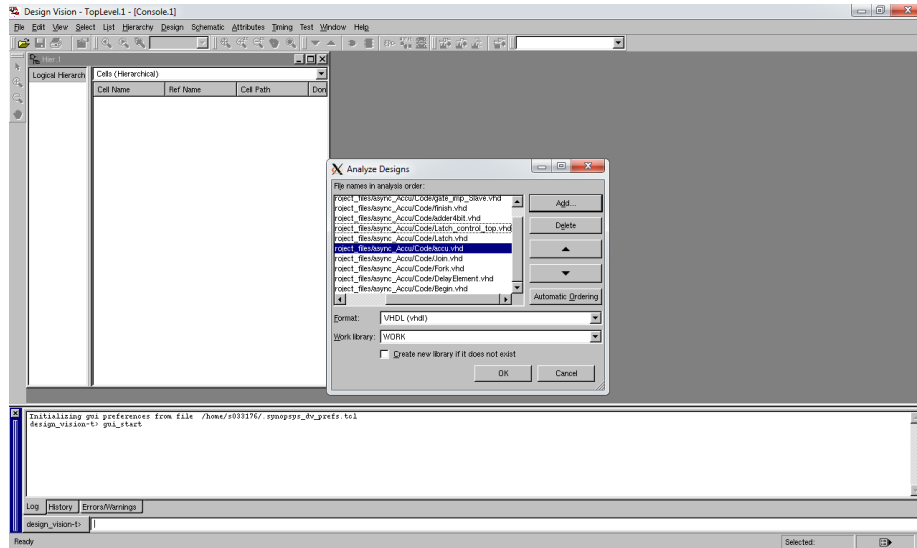 Design Vision - TopLevel.1 - [Console.1]
File Edit View Select List Hierarchy Design Schematic Attributes Timing Test Window Help
Hier.1
Logical Hierarch
Cells (Hierarchical)
Cell Name Ref Name Cell Path Don
Analyze Designs
File names in analysis order:
roject_files/async_Accu/Code/gate_imp_Slave.vhd
roject_files/async_Accu/Code/finish.vhd
roject_files/async_Accu/Code/adder4bit.vhd
roject_files/async_Accu/Code/Latch_control_top.vhd
roject_files/async_Accu/Code/Latch.vhd
roject_files/async_Accu/Code/accu.vhd
roject_files/async_Accu/Code/Join.vhd
roject_files/async_Accu/Code/Fork.vhd
roject_files/async_Accu/Code/DelayElement.vhd
roject_files/async_Accu/Code/Begin.vhd
Add...
Delete
Automatic Ordering
Format: VHDL (vhdl)
Work library: WORK
Create new library if it does not exist
OK Cancel
Initializing gui preferences from file /home/s033176/.synopsys_dv_prefs.tcl
design_vision-t> gui_start
Log History Errors/Warnings
design_vision-t>
Ready
Selected: